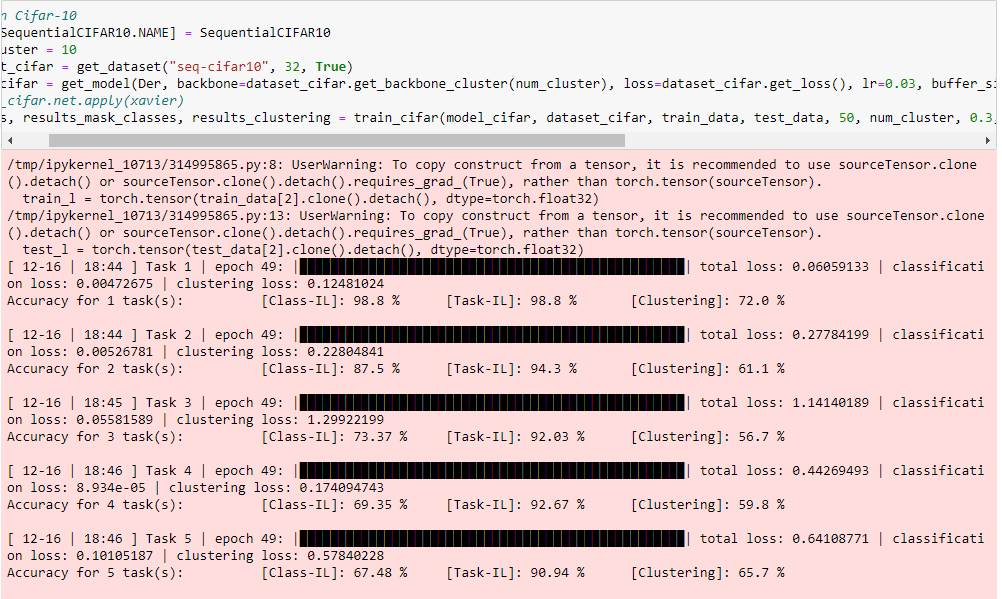 n Cifar-10
SequentialCIFAR10.NAME] = SequentialCIFAR10
uster = 10
t_cifar = get_dataset("seq-cifar10", 32, True)
cifar = get_model(Der, backbone=dataset_cifar.get_backbone_cluster(num_cluster), loss=dataset_cifar.get_loss(), lr=0.03, buffer_si
_cifar.net.apply(xavier)
s, results_mask_classes, results_clustering = train_cifar(model_cifar, dataset_cifar, train_data, test_data, 50, num_cluster, 0.3,
/tmp/ipykernel_10713/314995865.py:8: UserWarning: To copy construct from a tensor, it is recommended to use sourceTensor.clone
().detach() or sourceTensor.clone().detach().requires_grad_(True), rather than torch.tensor(sourceTensor).
train_l = torch.tensor(train_data[2].clone().detach(), dtype=torch.float32)
/tmp/ipykernel_10713/314995865.py:13: UserWarning: To copy construct from a tensor, it is recommended to use sourceTensor.clone
().detach() or sourceTensor.clone().detach().requires_grad_(True), rather than torch.tensor(sourceTensor).
test_l = torch.tensor(test_data[2].clone().detach(), dtype=torch.float32)
[ 12-16 | 18:44 ] Task 1 | epoch 49: | | total loss: 0.06059133 | classificati
on loss: 0.00472675 | clustering loss: 0.12481024
Accuracy for 1 task(s): [Class-IL]: 98.8 % [Task-IL]: 98.8 % [Clustering]: 72.0 %
[ 12-16 | 18:44 ] Task 2 | epoch 49: | | total loss: 0.27784199 | classificati
on loss: 0.00526781 | clustering loss: 0.22804841
Accuracy for 2 task(s): [Class-IL]: 87.5 % [Task-IL]: 94.3 % [Clustering]: 61.1 %
[ 12-16 | 18:45 ] Task 3 | epoch 49: | | total loss: 1.14140189 | classificati
on loss: 0.05581589 | clustering loss: 1.29922199
Accuracy for 3 task(s): [Class-IL]: 73.37 % [Task-IL]: 92.03 % [Clustering]: 56.7 %
[ 12-16 | 18:46 ] Task 4 | epoch 49: | | total loss: 0.44269493 | classificati
on loss: 8.934e-05 | clustering loss: 0.174094743
Accuracy for 4 task(s): [Class-IL]: 69.35 % [Task-IL]: 92.67 % [Clustering]: 59.8 %
[ 12-16 | 18:46 ] Task 5 | epoch 49: | | total loss: 0.64108771 | classificati
on loss: 0.10105187 | clustering loss: 0.57840228
Accuracy for 5 task(s): [Class-IL]: 67.48 % [Task-IL]: 90.94 % [Clustering]: 65.7 %